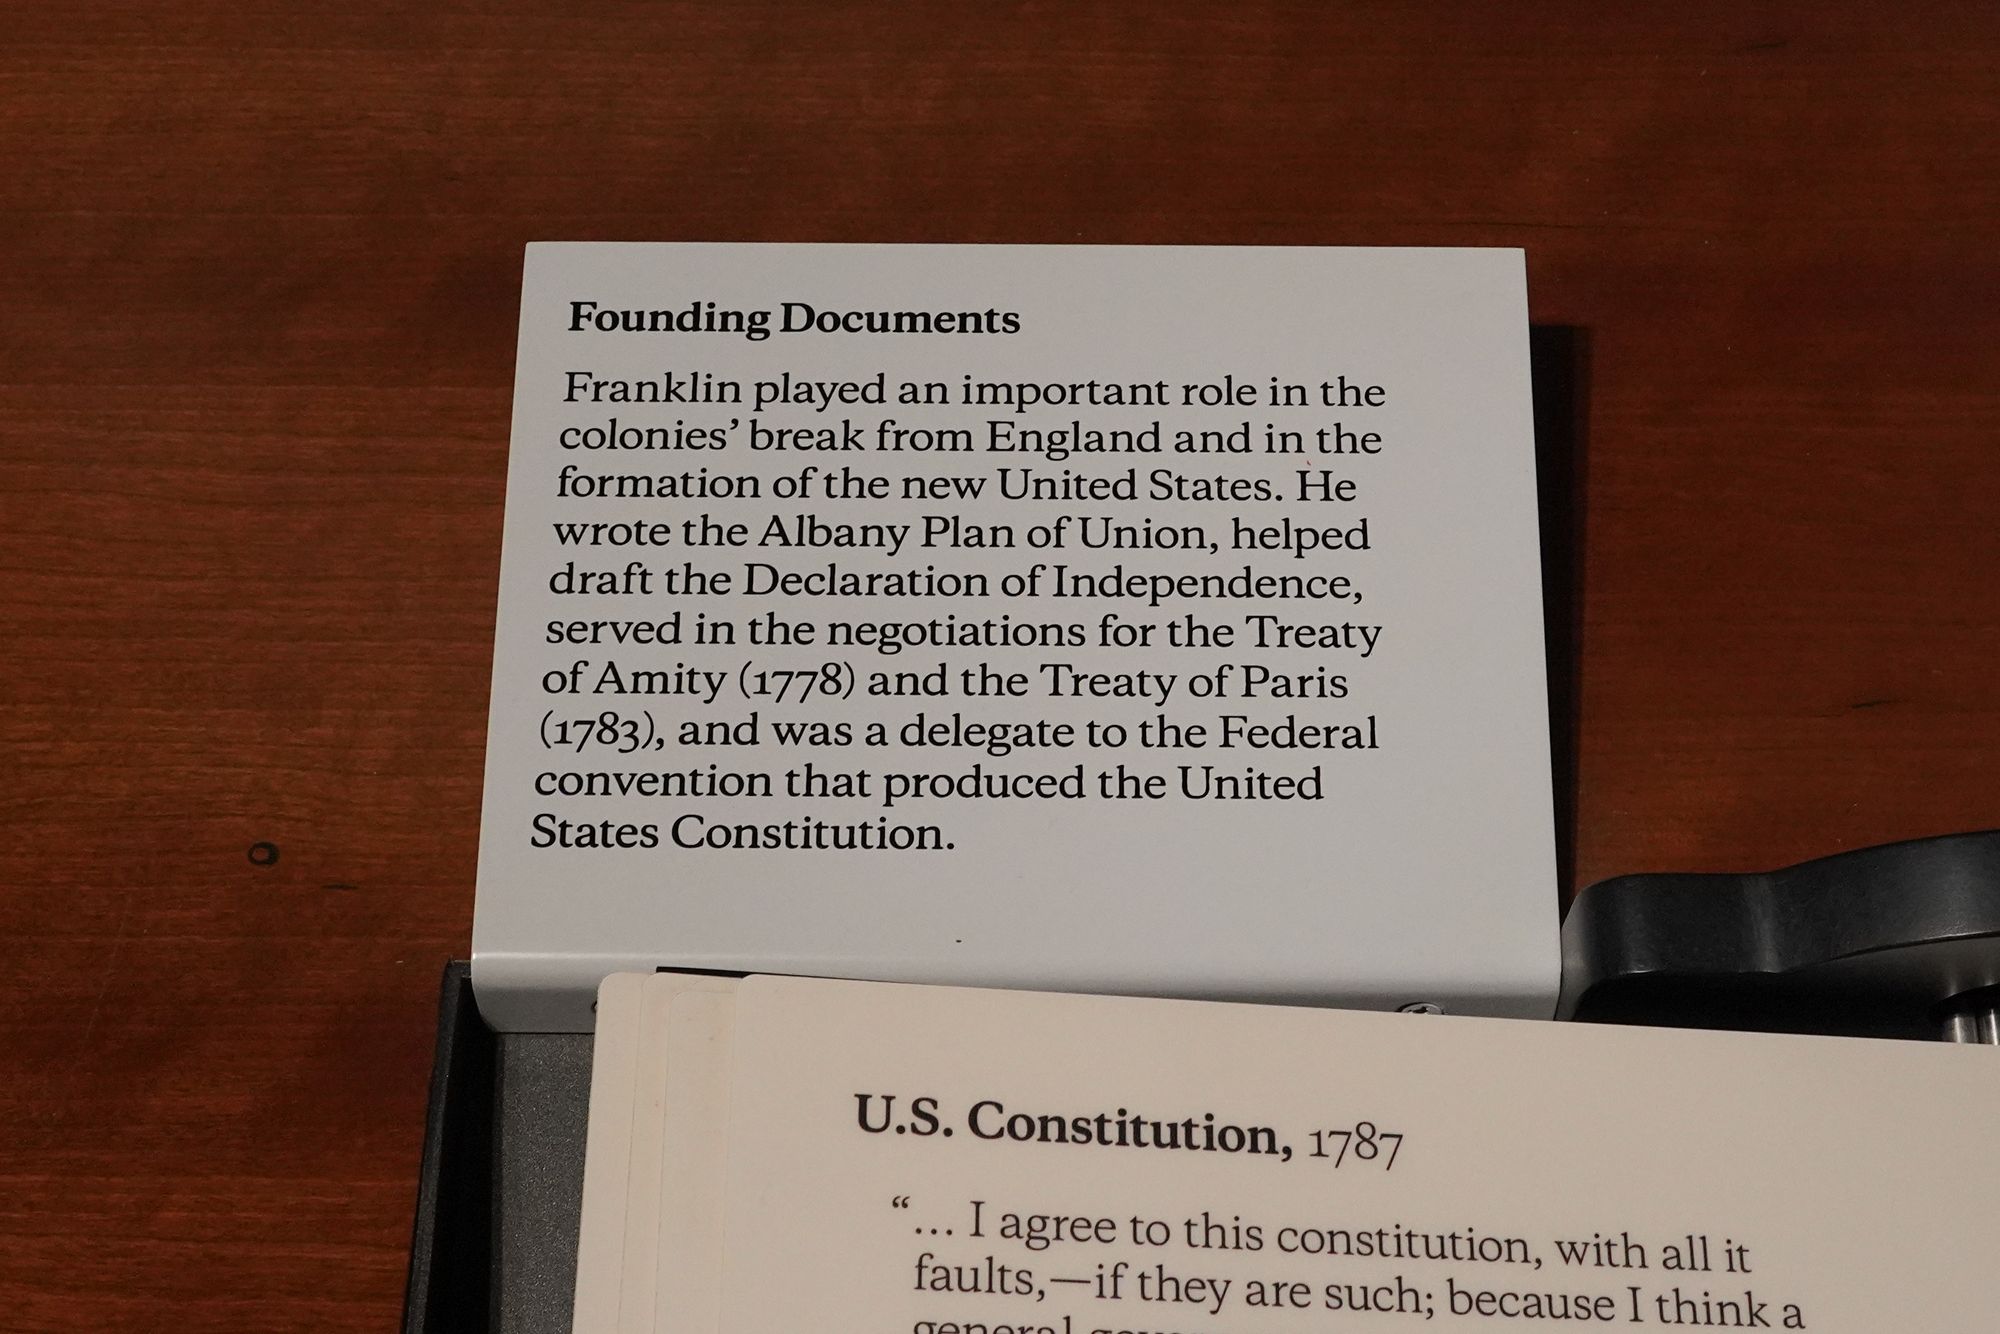 Founding Documents
Franklin played an important role in the
colonies’ break from England and in the
formation of the new United States. He
wrote the Albany Plan of Union, helped
draft the Declaration of Independence,
served in the negotiations for the Treaty
of Amity (1778) and the Treaty of Paris
(1783), and was a delegate to the Federal
convention that produced the United
States Constitution.
U.S. Constitution, 1787
“... I agree to this constitution, with all it
faults,—if they are such; because I think a
general